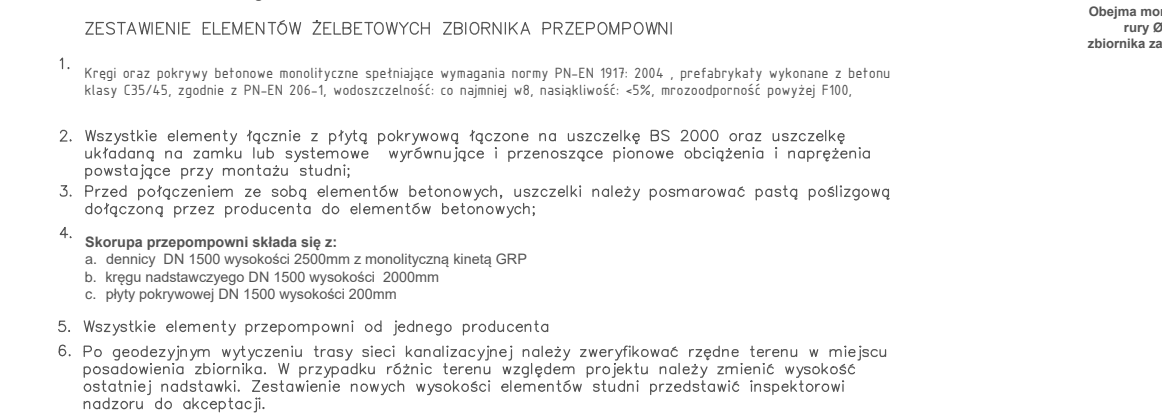 ZESTAWIENIE ELEMENTÓW ŻELBETOWYCH ZBIORNIKA PRZEPOMPOWNI
Obejma mo
rury Ø
zbiornika za
1. Kręgi oraz pokrywy betonowe monolityczne spełniające wymagania normy PN-EN 1917: 2004 , prefabrykaty wykonane z betonu
klasy C35/45, zgodnie z PN-EN 206-1, wodoszczelność: co najmniej w8, nasiąkliwość: <5%, mrozoodporność powyżej F100,
2. Wszystkie elementy łącznie z płytą pokrywową łączone na uszczelkę BS 2000 oraz uszczelkę
układaną na zamku lub systemowe wyrównujące i przenoszące pionowe obciążenia i naprężenia
powstające przy montażu studni;
3. Przed połączeniem ze sobą elementów betonowych, uszczelki należy posmarować pastą poślizgową
dołączoną przez producenta do elementów betonowych;
4. Skorupa przepompowni składa się z:
a. dennicy DN 1500 wysokości 2500mm z monolityczną kinetą GRP
b. kręgu nadstawczyego DN 1500 wysokości 2000mm
c. płyty pokrywowej DN 1500 wysokości 200mm
5. Wszystkie elementy przepompowni od jednego producenta
6. Po geodezyjnym wytyczeniu trasy sieci kanalizacyjnej należy zweryfikować rzędne terenu w miejscu
posadowienia zbiornika. W przypadku różnic terenu względem projektu należy zmienić wysokość
ostatniej nadstawki. Zestawienie nowych wysokości elementów studni przedstawić inspektorowi
nadzoru do akceptacji.